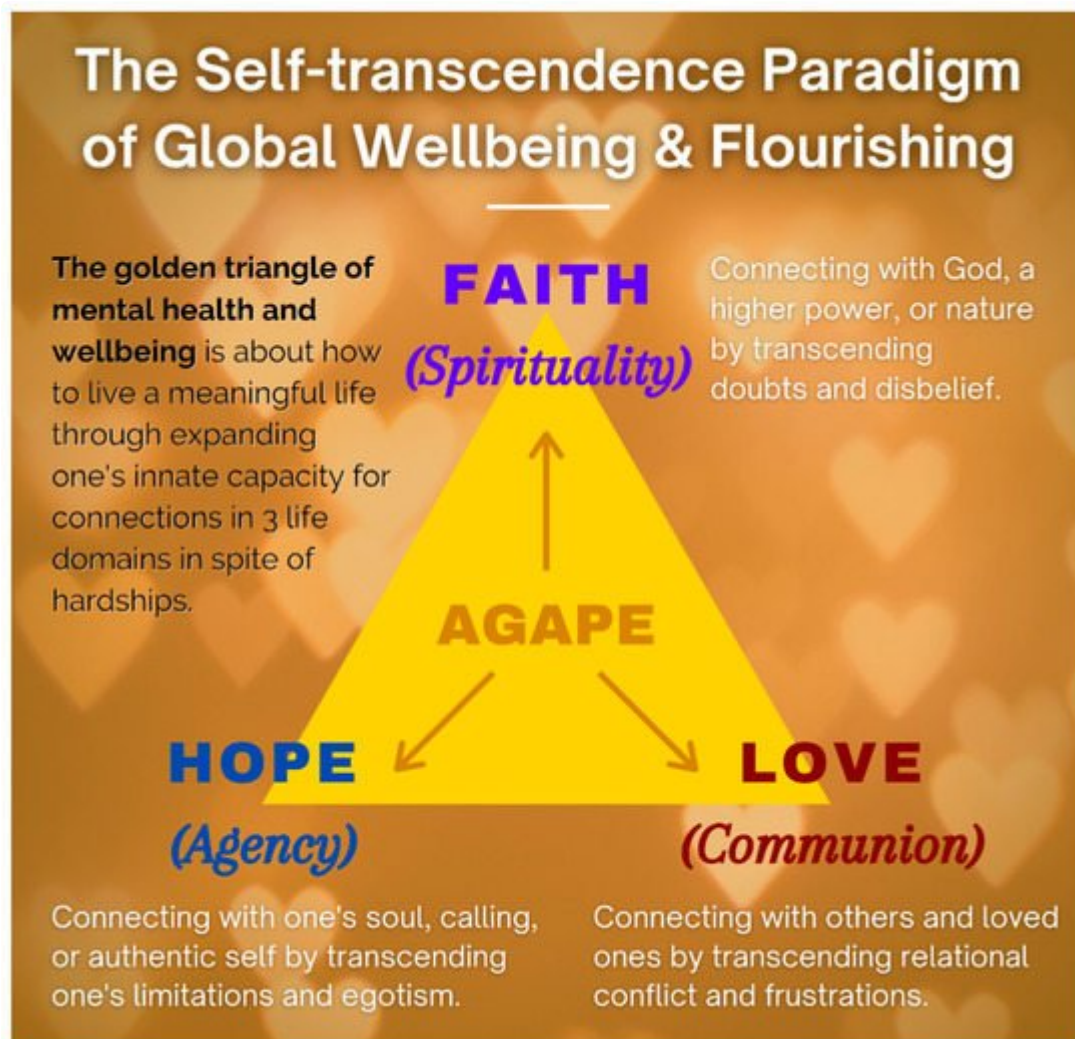 The Self-transcendence Paradigm
of Global Wellbeing & Flourishing
The golden triangle of
mental health and
wellbeing is about how
to live a meaningful life
through expanding
one's innate capacity for
connections in 3 life
domains in spite of
hardships.
FAITH
(Spirituality)
Connecting with God, a
higher power, or nature
by transcending
doubts and disbelief.
AGAPE
HOPE
(Agency)
Connecting with one's soul, calling,
or authentic self by transcending
one's limitations and egotism.
LOVE
(Communion)
Connecting with others and loved
ones by transcending relational
conflict and frustrations.